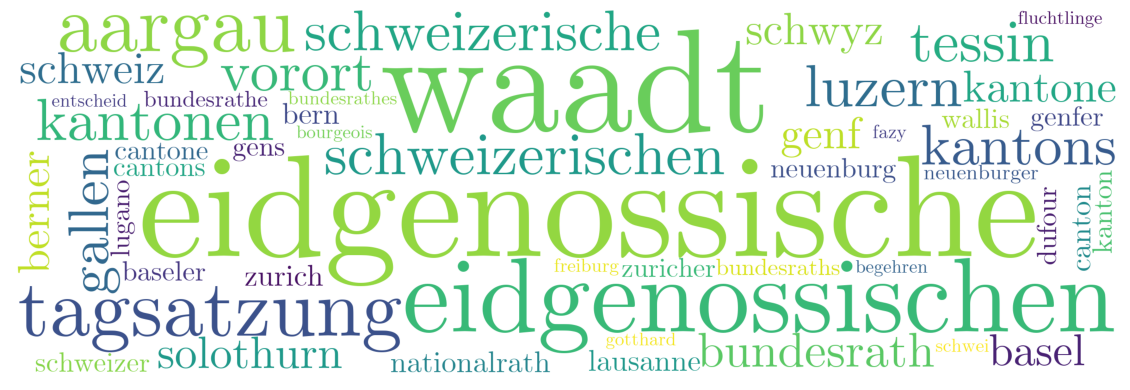 aargau
schweizerische
waadt
schwyz
fluchtlinge
tessin
schweiz
vorort
luzern
kantone
entscheid
bundesrathe
bundesrathes
kantonen
bern
bourgeois
genf
fazy
wallis
genfer
kantons
cantone
gens
schweizerischen
cantons
neuenburg
neuenburger
berner
gallen
lugano
eidgenossische
dufour
canton
kanton
baseler
zurich
freiburg
zuricher
bundesraths
begehren
tagsatzung
eidgenossischen
schweizer
solothurn
nationalrath
gotthard
lausanne
bundesrath
schwei
basel